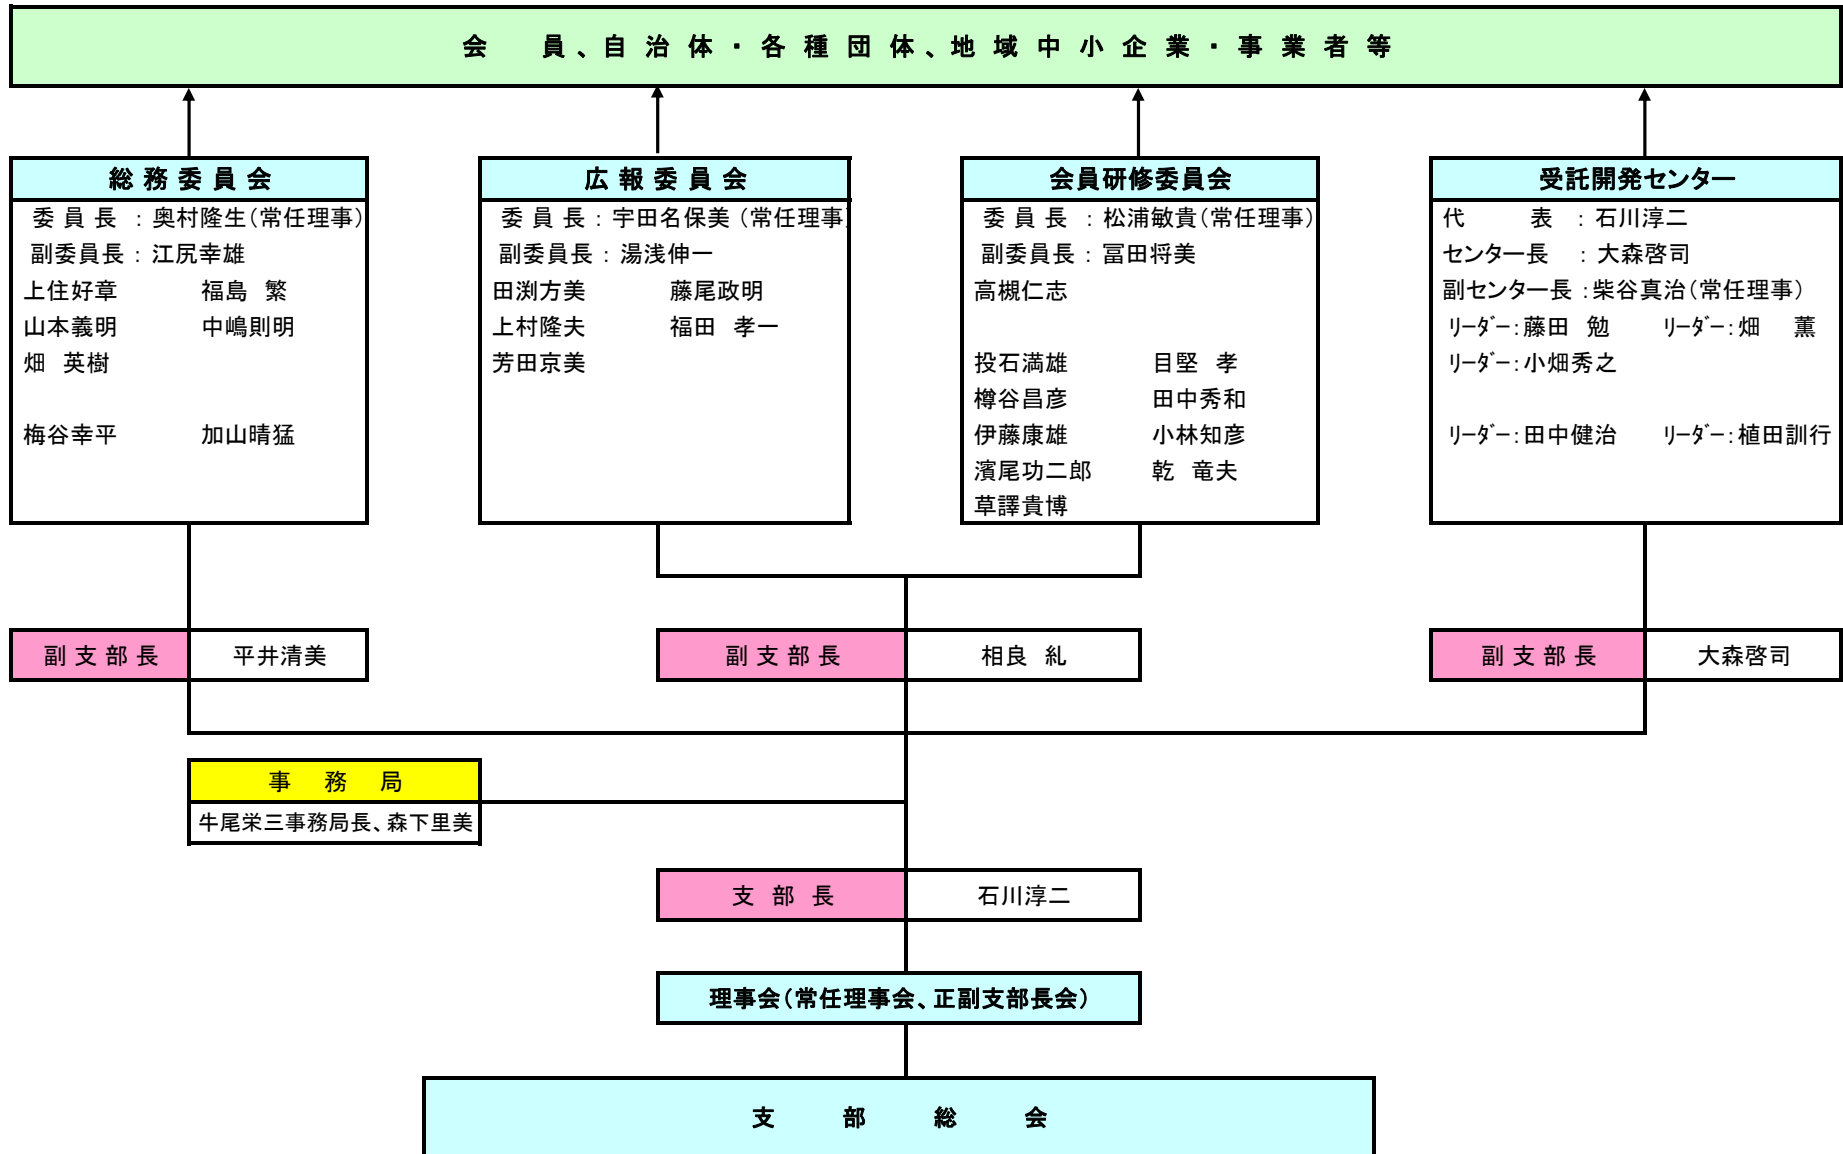 会 員、自治体・各種団体、地域中小企業・事業者等
総務委員会
委員長 ：奥村隆生（常任理事）
副委員長：江尻幸雄
上住好章 福島 繁
山本義明 中嶋則明
畑 英樹
梅谷幸平 加山晴猛
広報委員会
委員長：宇田名保美（常任理事）
副委員長：湯浅伸一
田渕方美 藤尾政明
上村隆夫 福田 孝一
芳田京美
会員研修委員会
委員長 ：松浦敏貴（常任理事）
副委員長：冨田将美
高槻仁志
投石満雄 目堅 孝
樽谷昌彦 田中秀和
伊藤康雄 小林知彦
濱尾功二郎 乾 竜夫
草譯貴博
受託開発センター
代 表 ：石川淳二
センター長 ：大森啓司
副センター長：柴谷真治（常任理事）
ﾘｰﾀﾞｰ：藤田 勉 ﾘｰﾀﾞｰ：畑 薫
ﾘｰﾀﾞｰ：小畑秀之
ﾘｰﾀﾞｰ：田中健治 ﾘｰﾀﾞｰ：植田訓行
副支部長 平井清美
副支部長 相良 糺
副支部長 大森啓司
事 務 局
牛尾栄三事務局長、森下里美
支 部 長 石川淳二
理事会（常任理事会、正副支部長会）
支 部 総 会